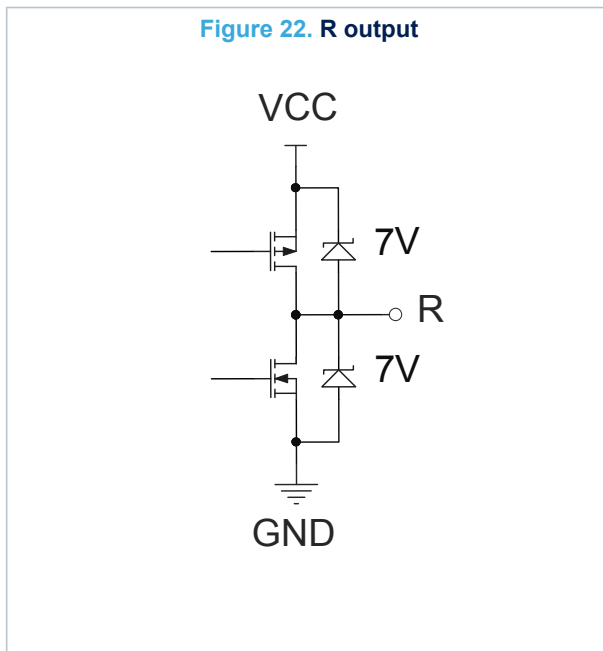 Figure 22. R output
VCC
7V
R
7V
GND